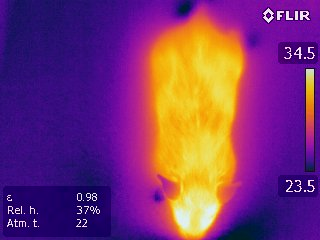 FLIR
34.5
23.5
ε 0.98
Rel. h. 37%
Atm. t. 22